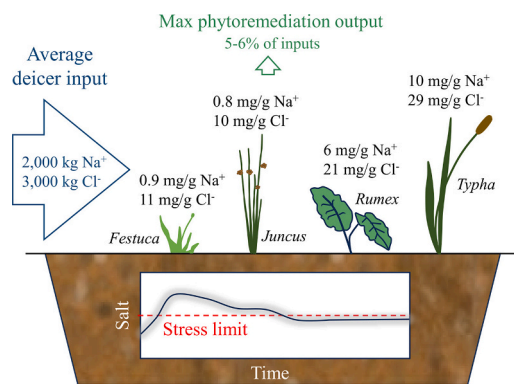 Max phytoremediation output
5-6% of inputs
Average
deicer input
2,000 kg Na⁺
3,000 kg Cl⁻
0.9 mg/g Na⁺
11 mg/g Cl⁻
Festuca
0.8 mg/g Na⁺
10 mg/g Cl⁻
Juncus
6 mg/g Na⁺
21 mg/g Cl⁻
Rumex
10 mg/g Na⁺
29 mg/g Cl⁻
Typha
Salt
Stress limit
Time